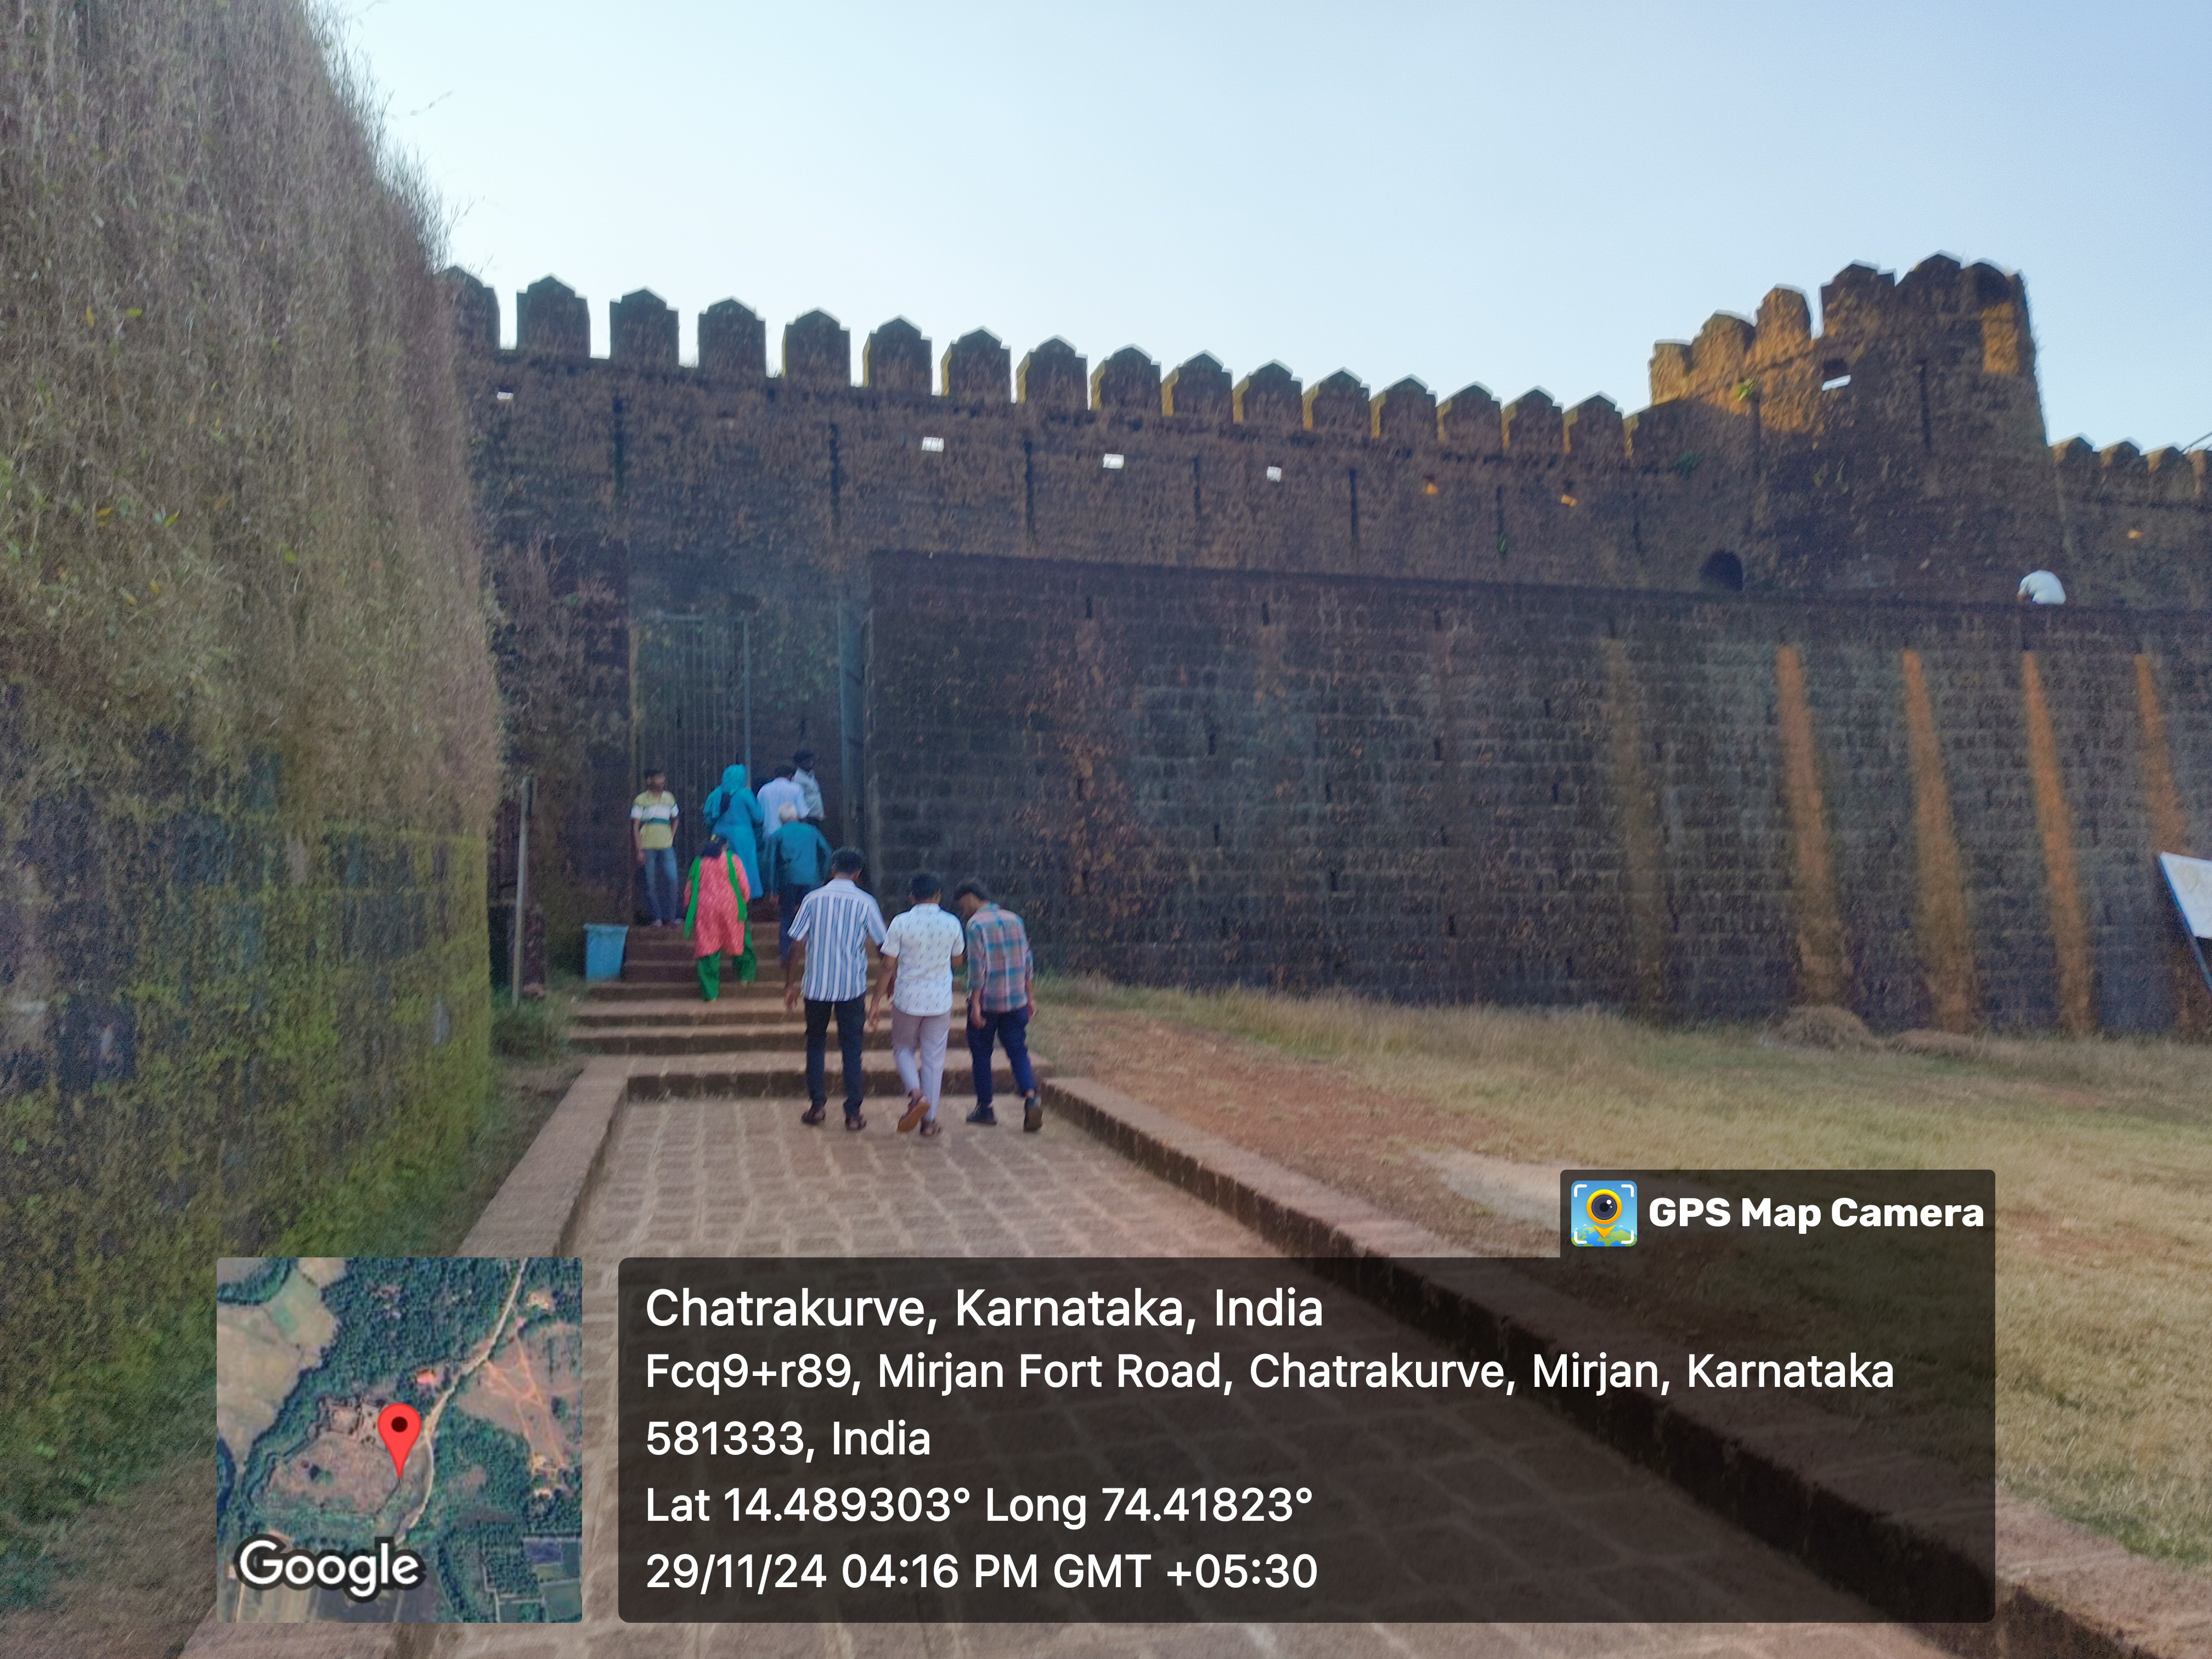 GPS Map Camera
Chatrakurve, Karnataka, India
Fcq9+r89, Mirjan Fort Road, Chatrakurve, Mirjan, Karnataka
581333, India
Lat 14.489303° Long 74.41823°
29/11/24 04:16 PM GMT +05:30
Google